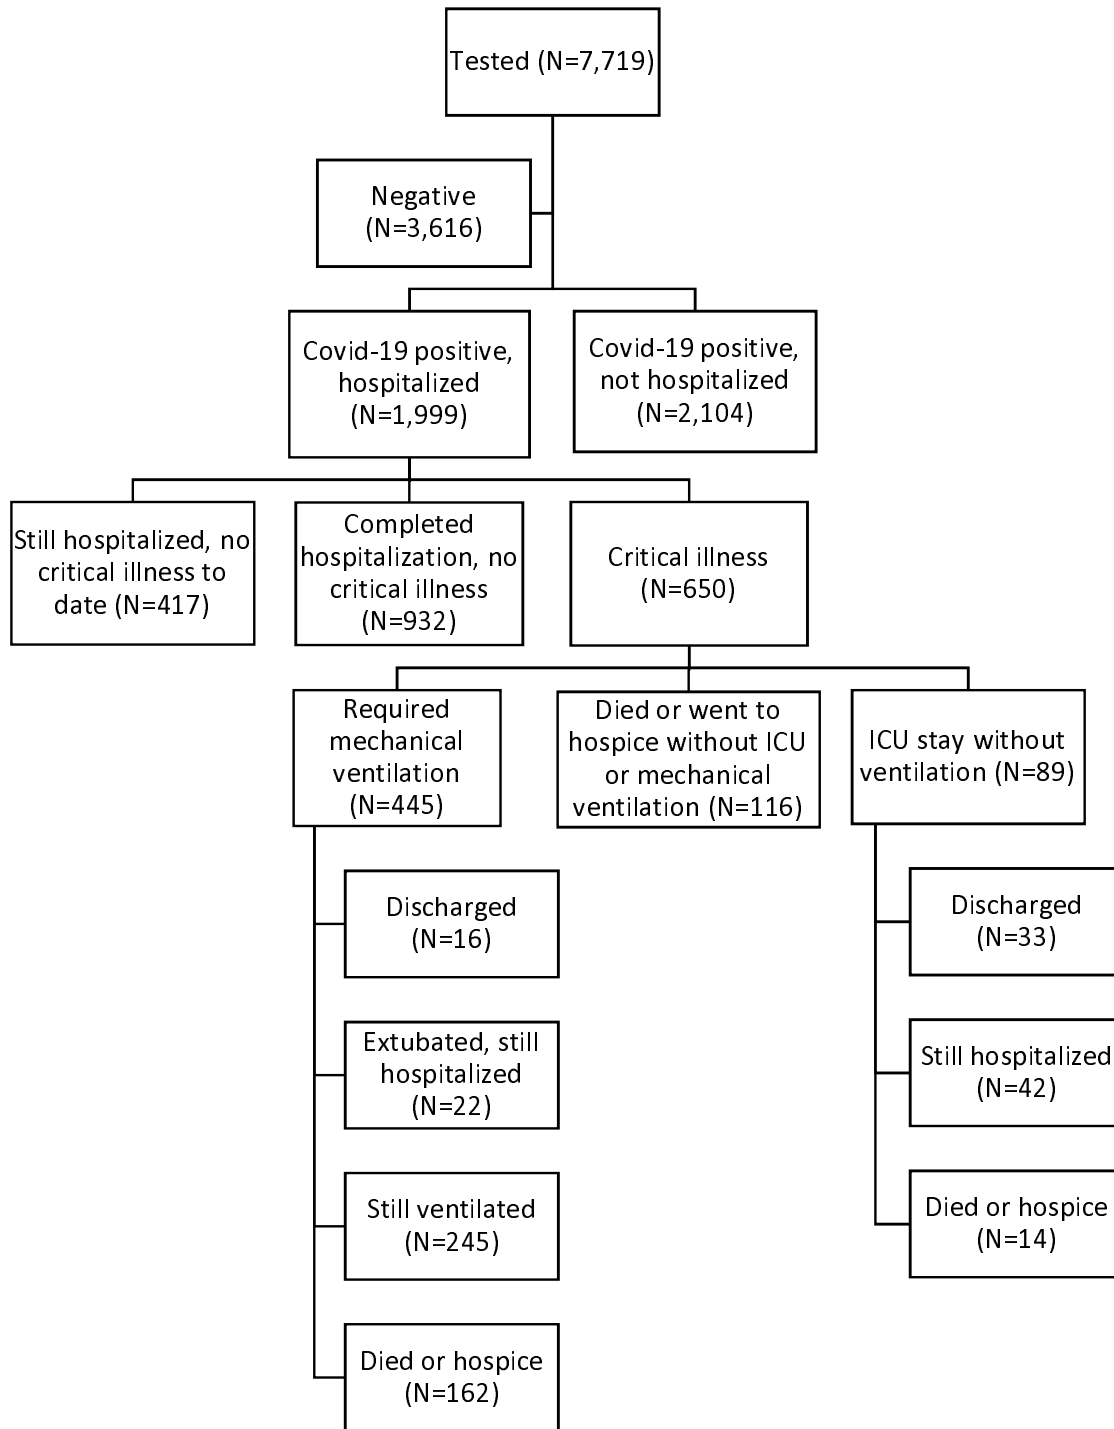 Tested (N=7,719)
Negative
(N=3,616)
Covid-19 positive,
hospitalized
(N=1,999)
Covid-19 positive,
not hospitalized
(N=2,104)
Still hospitalized, no
critical illness to
date (N=417)
Completed
hospitalization, no
critical illness
(N=932)
Critical illness
(N=650)
Required
mechanical
ventilation
(N=445)
Died or went to
hospice without ICU
or mechanical
ventilation (N=116)
ICU stay without
ventilation (N=89)
Discharged
(N=16)
Extubated, still
hospitalized
(N=22)
Still ventilated
(N=245)
Died or hospice
(N=162)
Discharged
(N=33)
Still hospitalized
(N=42)
Died or hospice
(N=14)